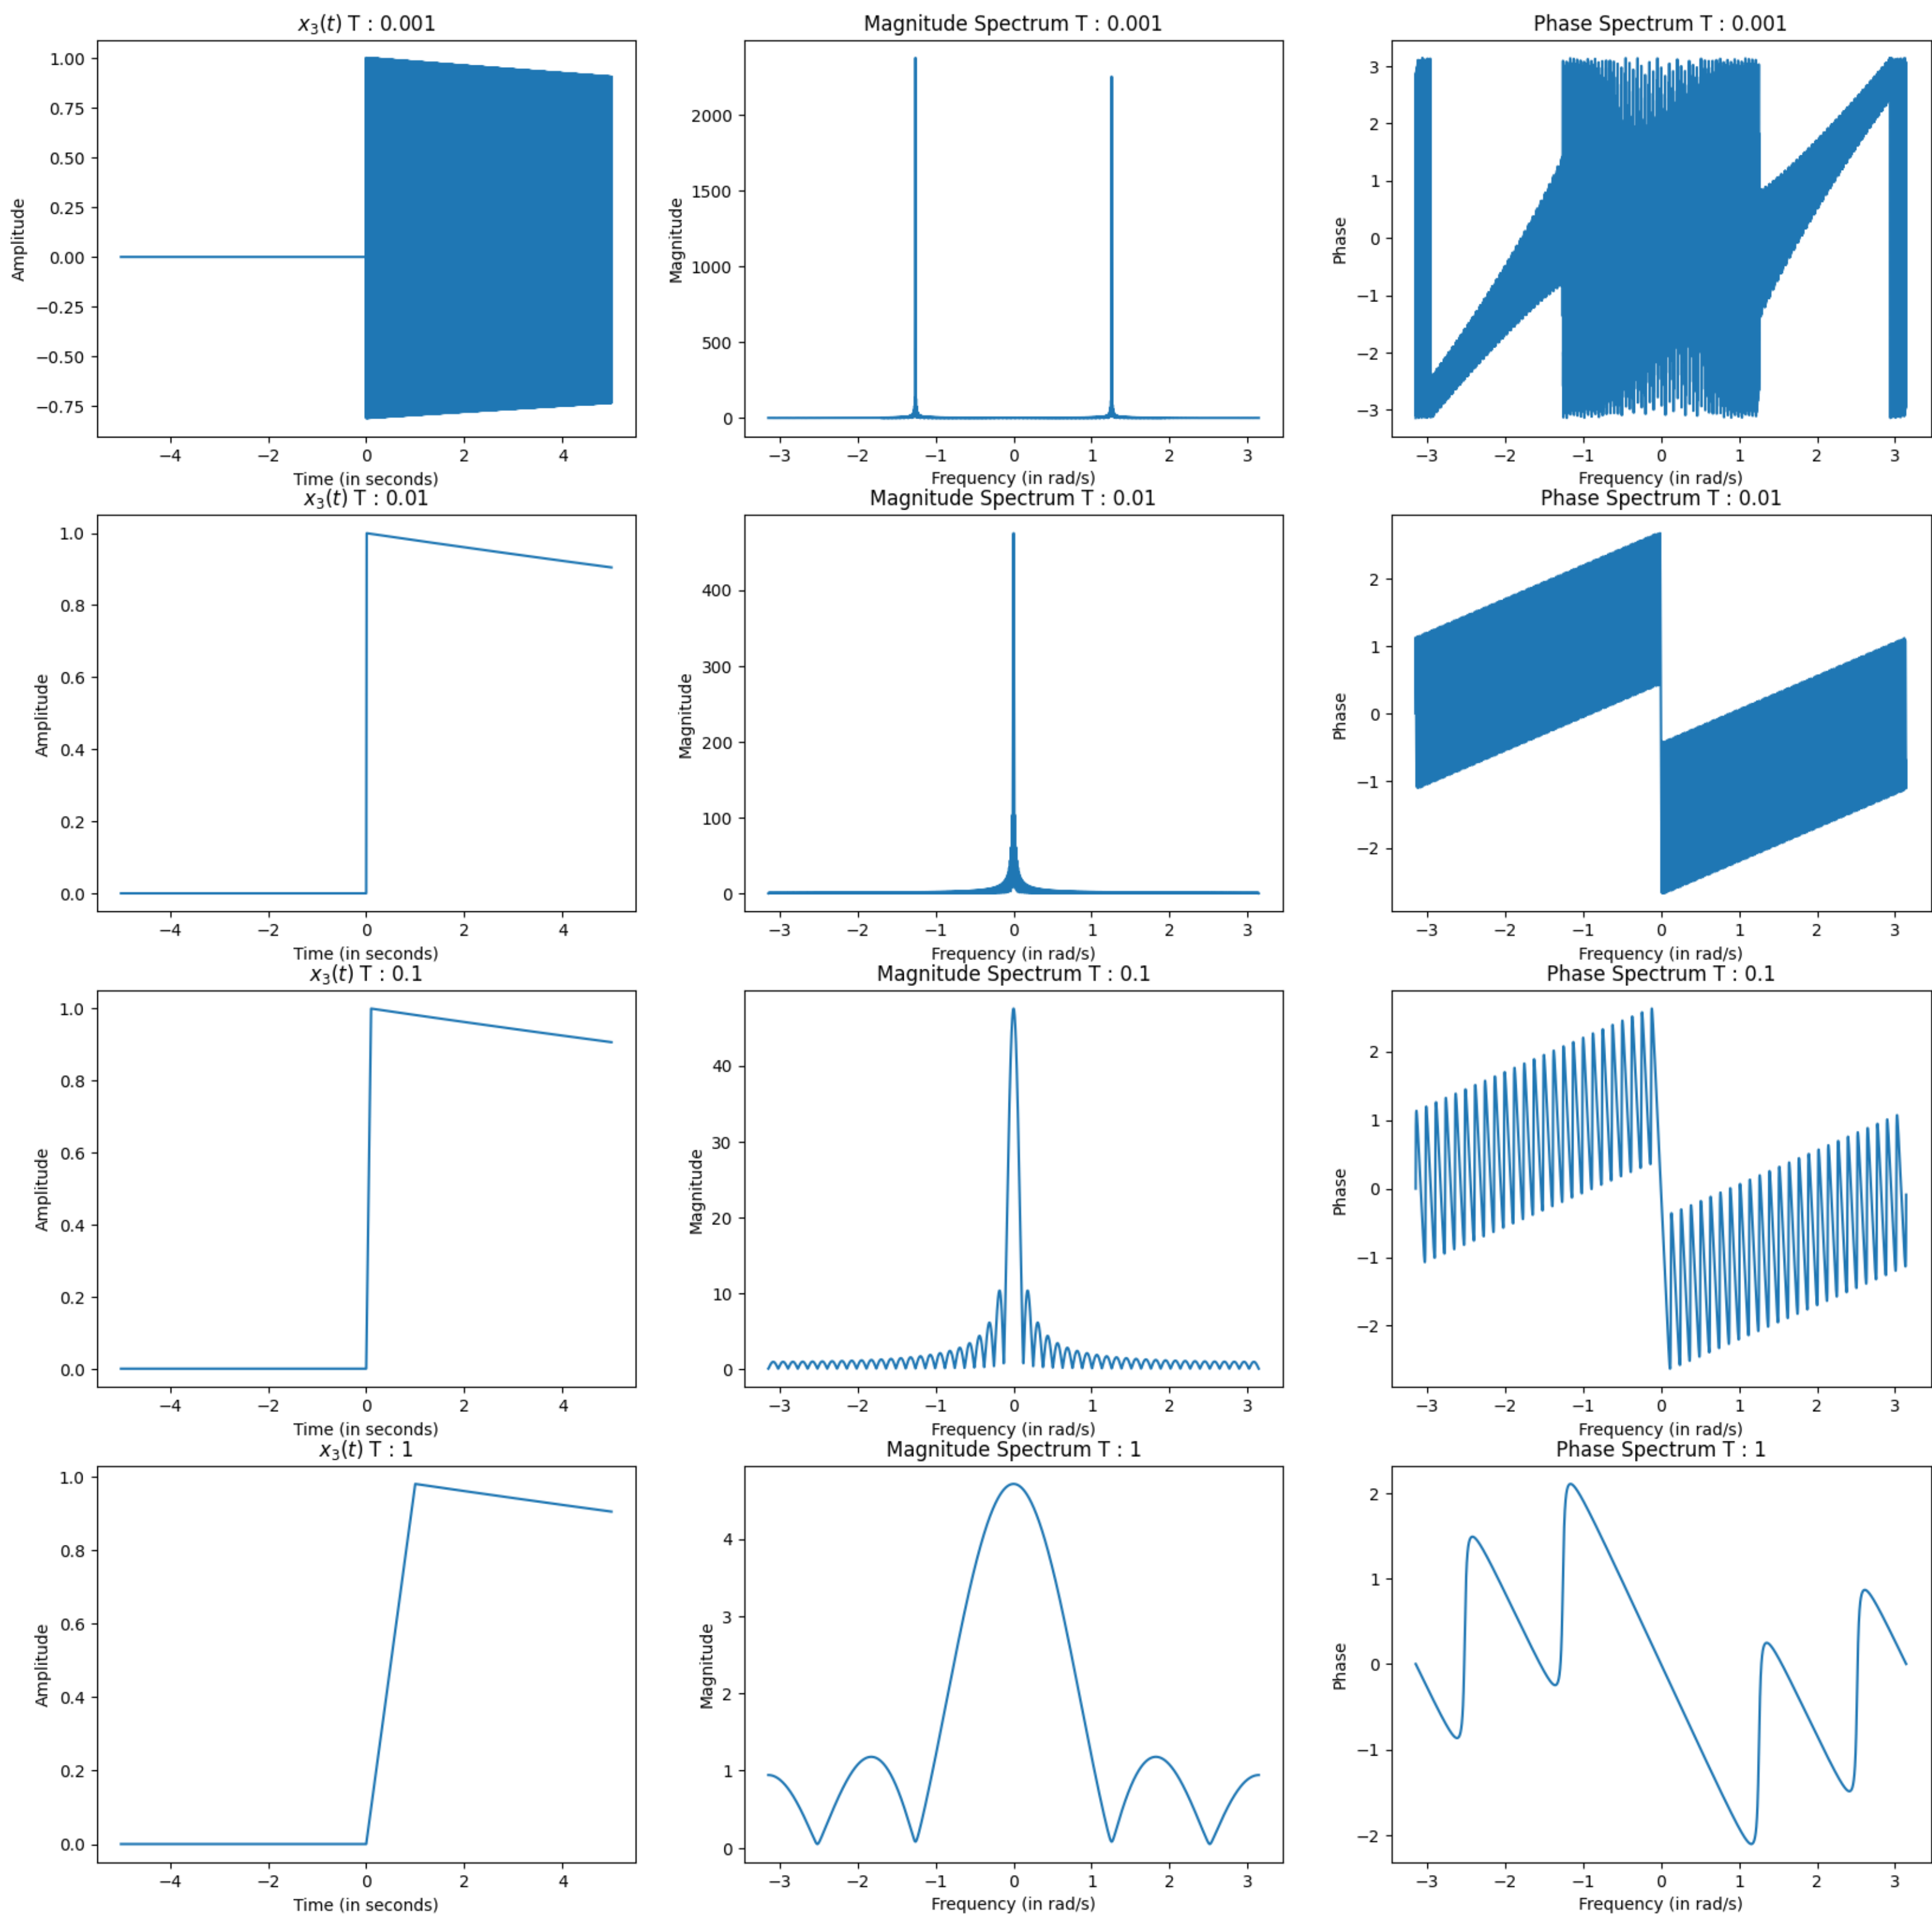 x₃(t) T : 0.001
1.00
0.75
0.50
0.25
0.00
−0.25
−0.50
−0.75
Amplitude
−4 −2 0 2 4
Time (in seconds)
Magnitude Spectrum T : 0.001
2000
1500
1000
500
0
Magnitude
−3 −2 −1 0 1 2 3
Frequency (in rad/s)
Phase Spectrum T : 0.001
3
2
1
0
−1
−2
−3
Phase
−3 −2 −1 0 1 2 3
Frequency (in rad/s)
x₃(t) T : 0.01
1.0
0.8
0.6
0.4
0.2
0.0
Amplitude
−4 −2 0 2 4
Time (in seconds)
Magnitude Spectrum T : 0.01
400
300
200
100
0
Magnitude
−3 −2 −1 0 1 2 3
Frequency (in rad/s)
Phase Spectrum T : 0.01
2
1
0
−1
−2
Phase
−3 −2 −1 0 1 2 3
Frequency (in rad/s)
x₃(t) T : 0.1
1.0
0.8
0.6
0.4
0.2
0.0
Amplitude
−4 −2 0 2 4
Time (in seconds)
Magnitude Spectrum T : 0.1
40
30
20
10
0
Magnitude
−3 −2 −1 0 1 2 3
Frequency (in rad/s)
Phase Spectrum T : 0.1
2
1
0
−1
−2
Phase
−3 −2 −1 0 1 2 3
Frequency (in rad/s)
x₃(t) T : 1
1.0
0.8
0.6
0.4
0.2
0.0
Amplitude
−4 −2 0 2 4
Time (in seconds)
Magnitude Spectrum T : 1
4
3
2
1
0
Magnitude
−3 −2 −1 0 1 2 3
Frequency (in rad/s)
Phase Spectrum T : 1
2
1
0
−1
−2
Phase
−3 −2 −1 0 1 2 3
Frequency (in rad/s)